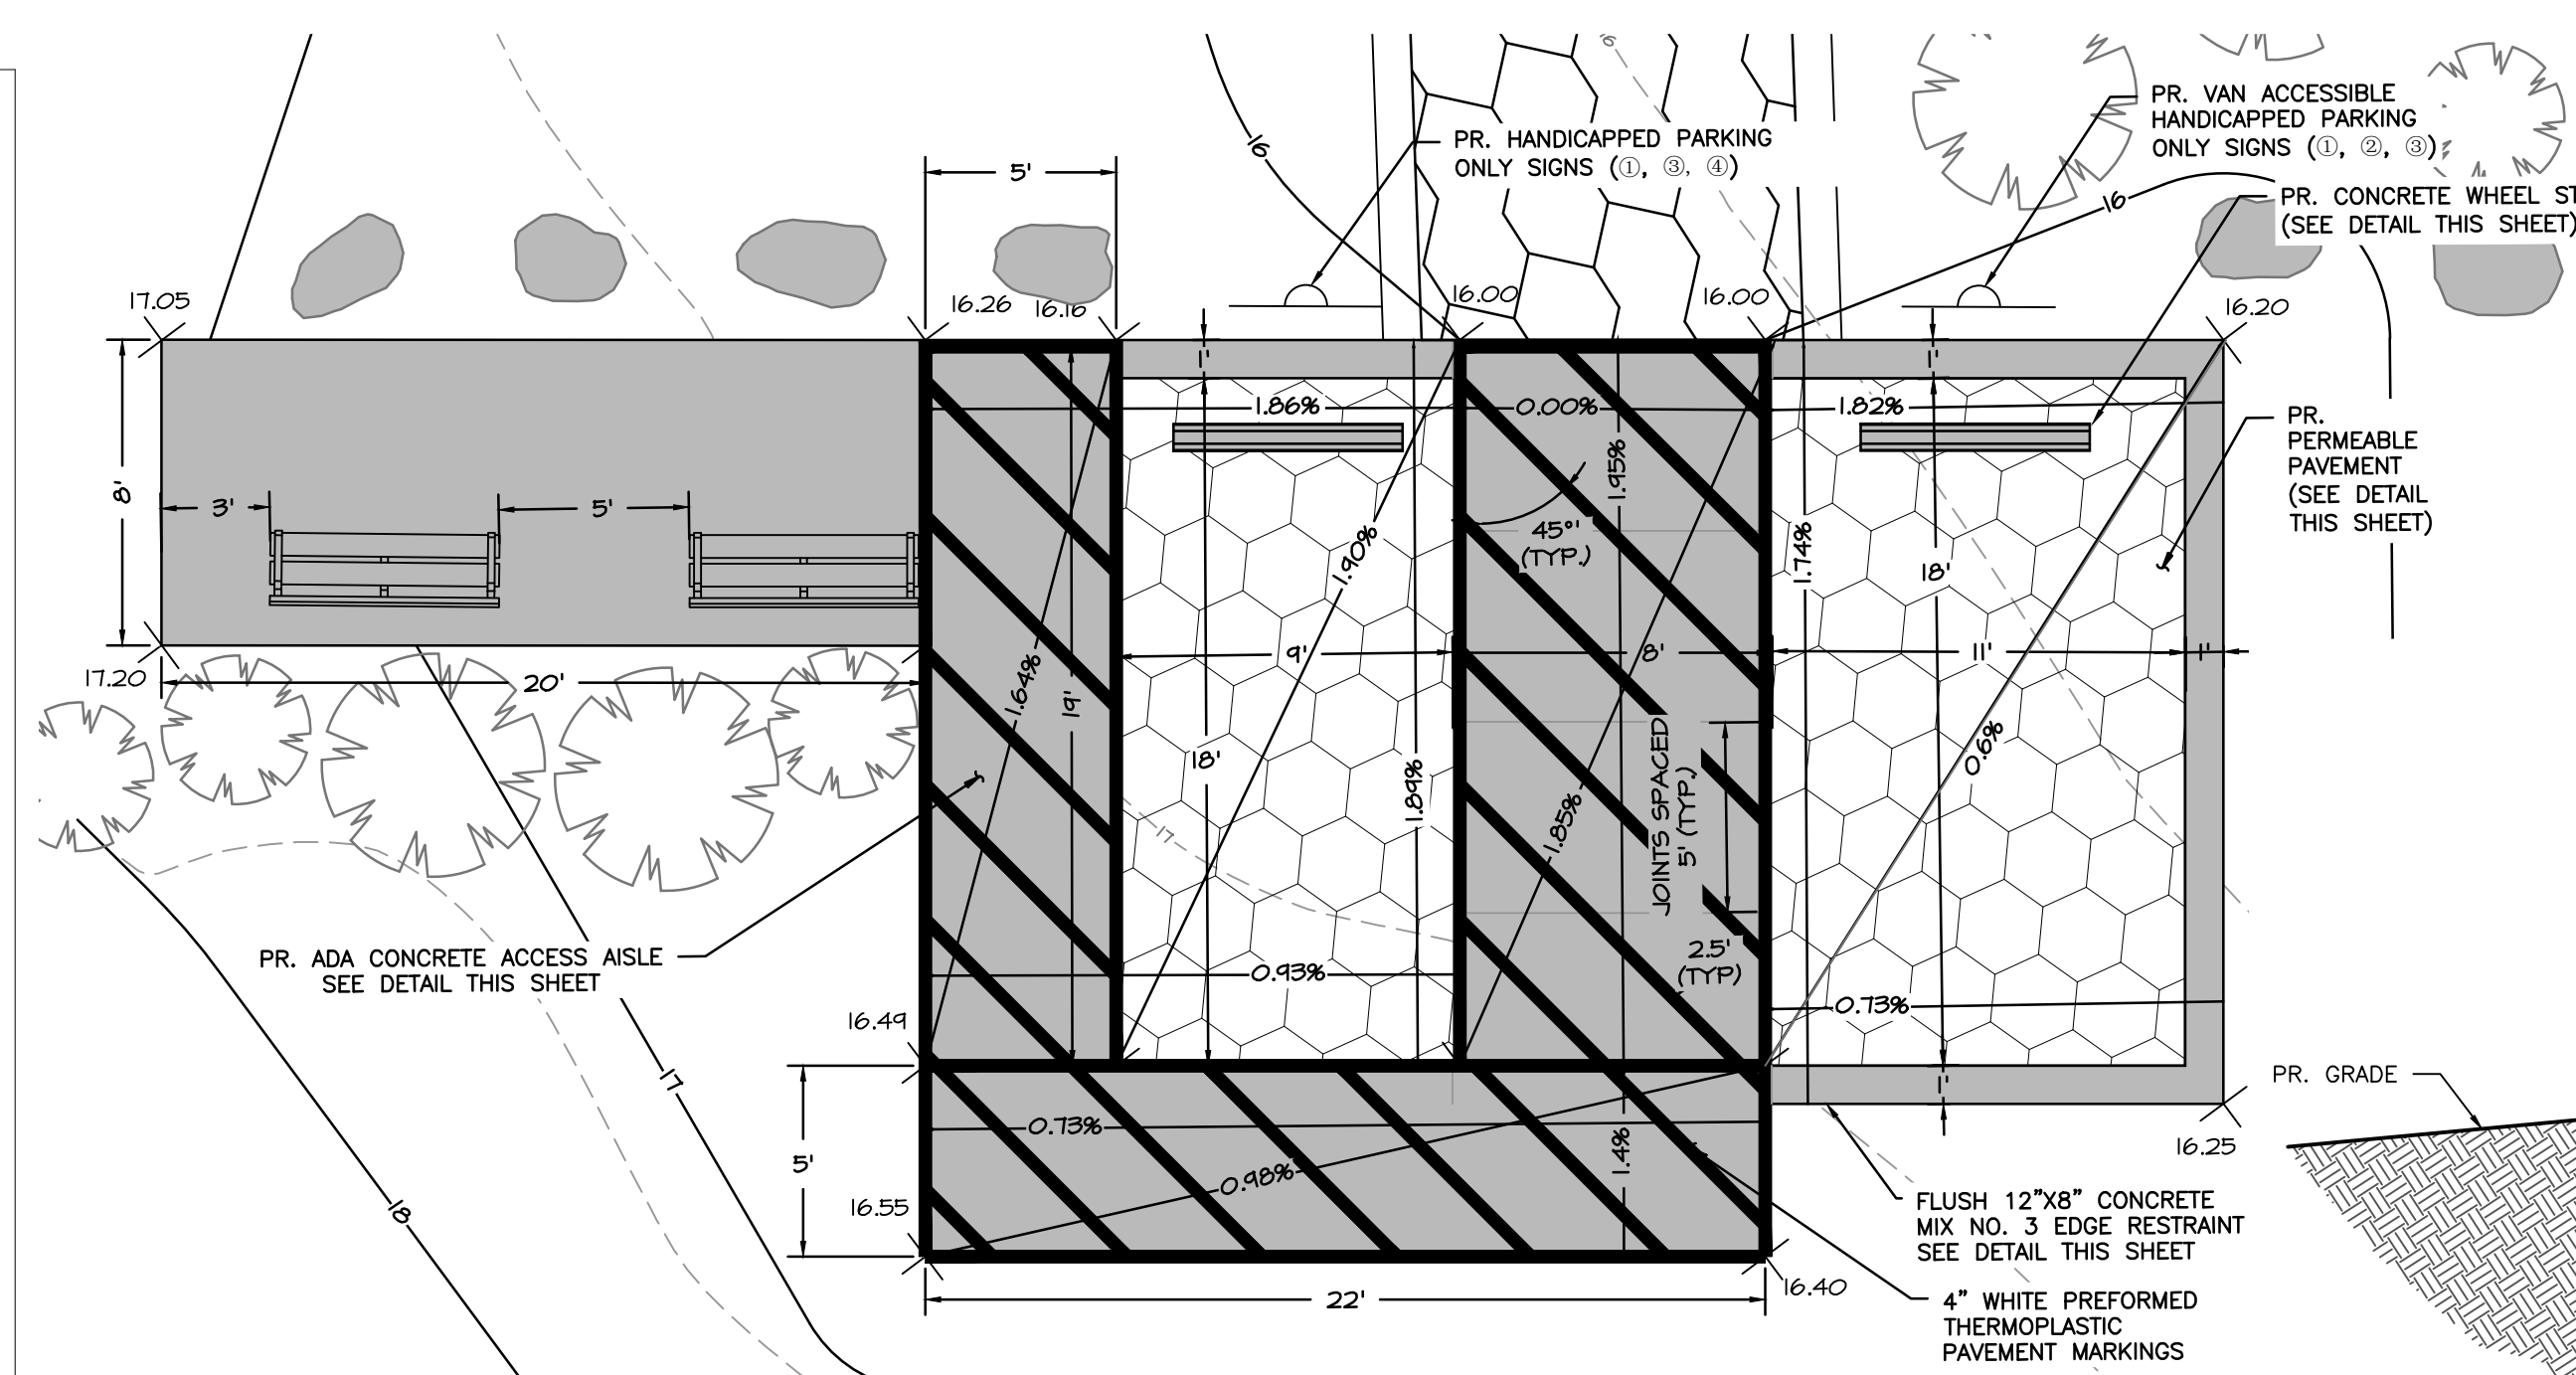 PR. VAN ACCESSIBLE
HANDICAPPED PARKING
ONLY SIGNS (①, ②, ③)
PR. HANDICAPPED PARKING
ONLY SIGNS (①, ③, ④)
PR. CONCRETE WHEEL ST
(SEE DETAIL THIS SHEET)
16
16
16
5'
17.05
16.26
16.16
16.00
16.00
16.20
1'
1'
1.86%
0.00%
1.82%
PR.
PERMEABLE
PAVEMENT
(SEE DETAIL
THIS SHEET)
8'
3'
5'
1.95%
45°'
(TYP.)
1.90%
1.74%
18'
17.20
20'
1.64%
19'
9'
8'
11'
1'
18'
1.89%
1.85%
JOINTS SPACED
5' (TYP.)
0.6%
17
PR. ADA CONCRETE ACCESS AISLE
SEE DETAIL THIS SHEET
2.5'
(TYP)
0.93%
0.73%
16.49
17
18
5'
0.73%
0.98%
1.4%
1'
16.55
16.25
PR. GRADE
FLUSH 12"X8" CONCRETE
MIX NO. 3 EDGE RESTRAINT
SEE DETAIL THIS SHEET
16.40
22'
4" WHITE PREFORMED
THERMOPLASTIC
PAVEMENT MARKINGS